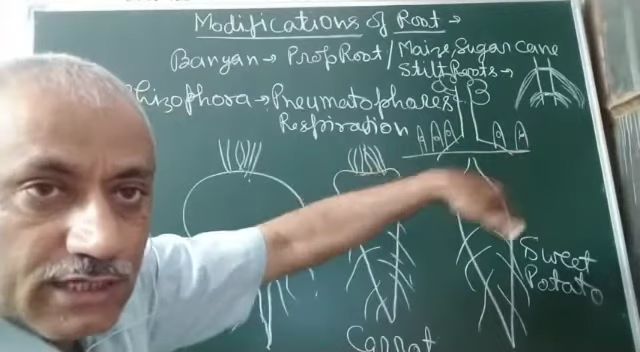 Modifications of Root →
Banyan → Prop Root / Maize Sugar cane
Stilt Roots →
Rhizophora → Pneumatophores
Respiration
Sweet
Potato
Carrot